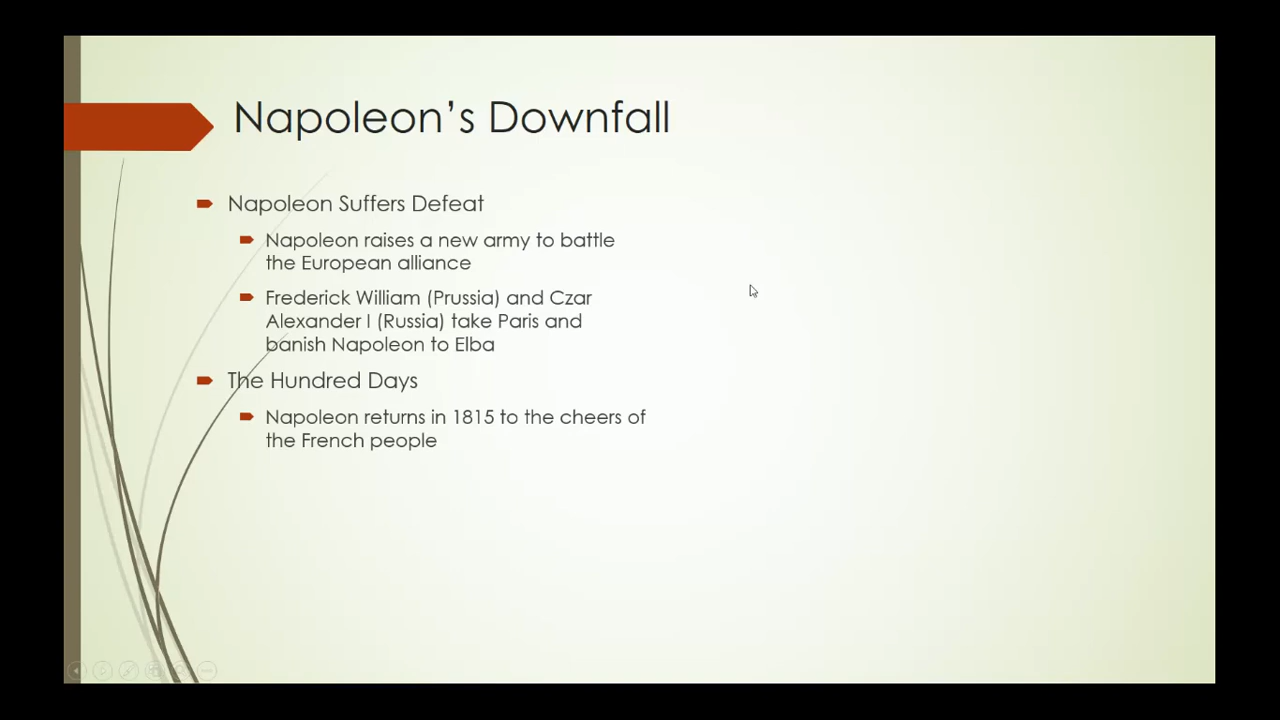 Napoleon’s Downfall
Napoleon Suffers Defeat
Napoleon raises a new army to battle
the European alliance
Frederick William (Prussia) and Czar
Alexander I (Russia) take Paris and
banish Napoleon to Elba
The Hundred Days
Napoleon returns in 1815 to the cheers of
the French people